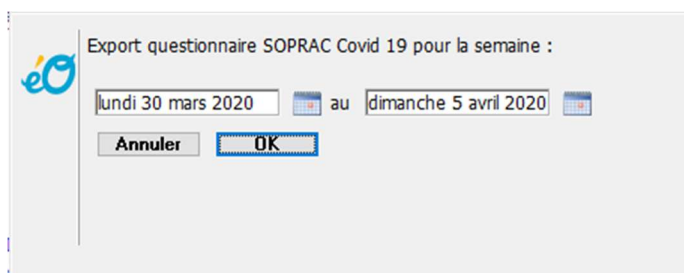 Export questionnaire SOPRAC Covid 19 pour la semaine :
éO
lundi 30 mars 2020 au dimanche 5 avril 2020
Annuler OK